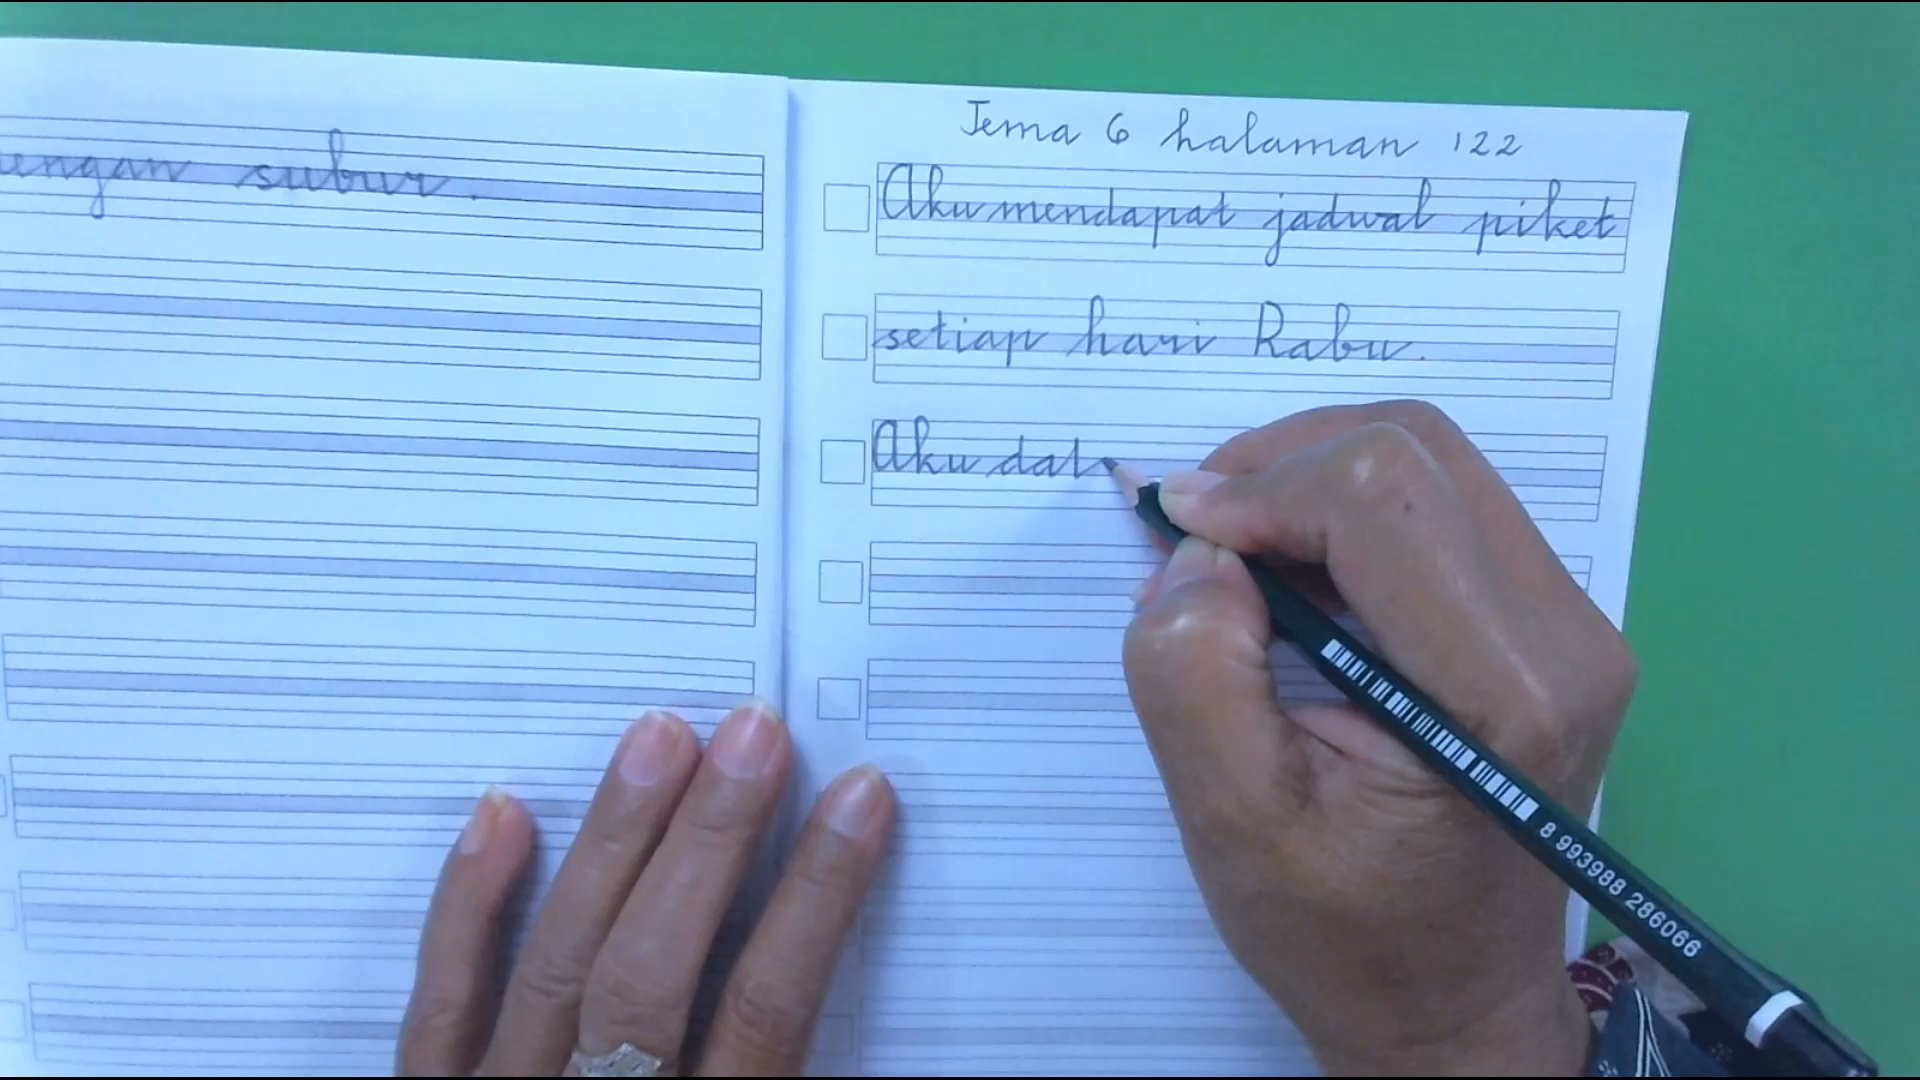 engan subur.
Tema 6 halaman 122
Aku mendapat jadwal piket
setiap hari Rabu.
Aku dat
8 993988 286066